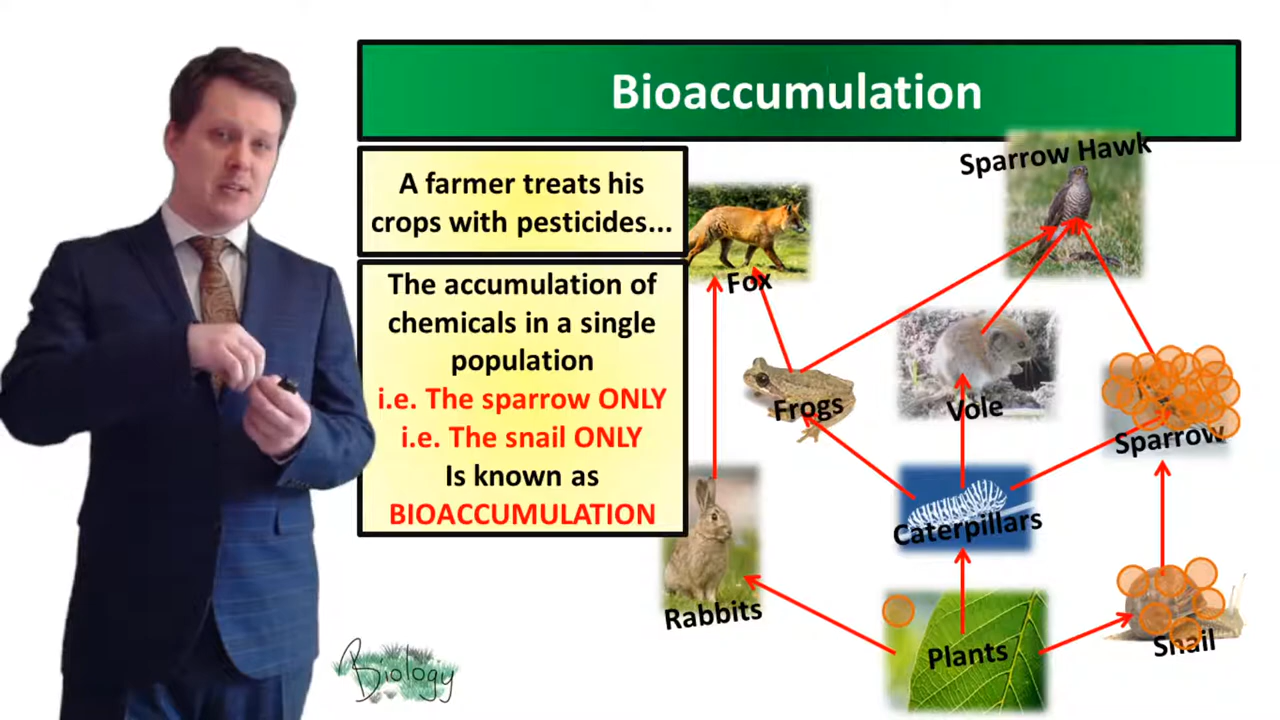 Bioaccumulation
A farmer treats his
crops with pesticides...
The accumulation of
chemicals in a single
population
i.e. The sparrow ONLY
i.e. The snail ONLY
Is known as
BIOACCUMULATION
Sparrow Hawk
Fox
Frogs
Vole
Sparrow
Caterpillars
Rabbits
Plants
Snail
Biology